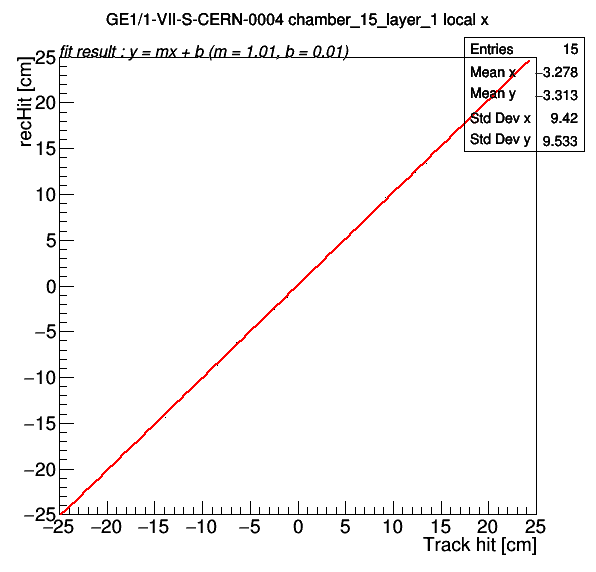 GE1/1-VII-S-CERN-0004 chamber_15_layer_1 local x
fit result : y = mx + b (m = 1.01, b = 0.01)
Entries 15
Mean x −3.278
Mean y −3.313
Std Dev x 9.42
Std Dev y 9.533
recHit [cm]
25
20
15
10
5
0
−5
−10
−15
−20
−25
−25 −20 −15 −10 −5 0 5 10 15 20 25
Track hit [cm]